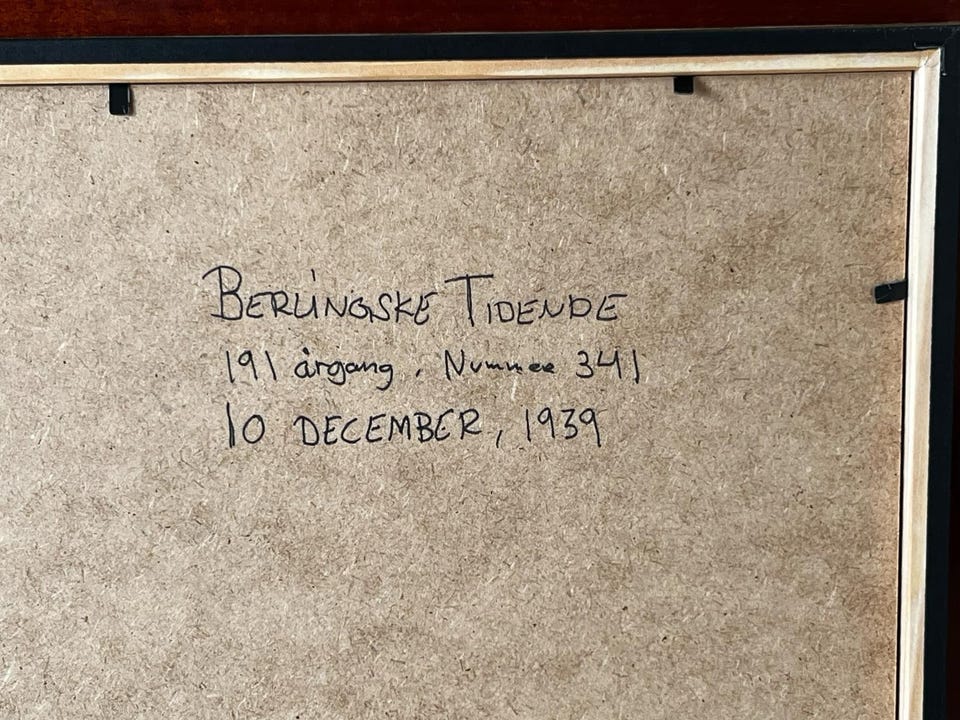 BERLINGSKE TIDENDE
191 årgang. Nummer 341
10 DECEMBER, 1939